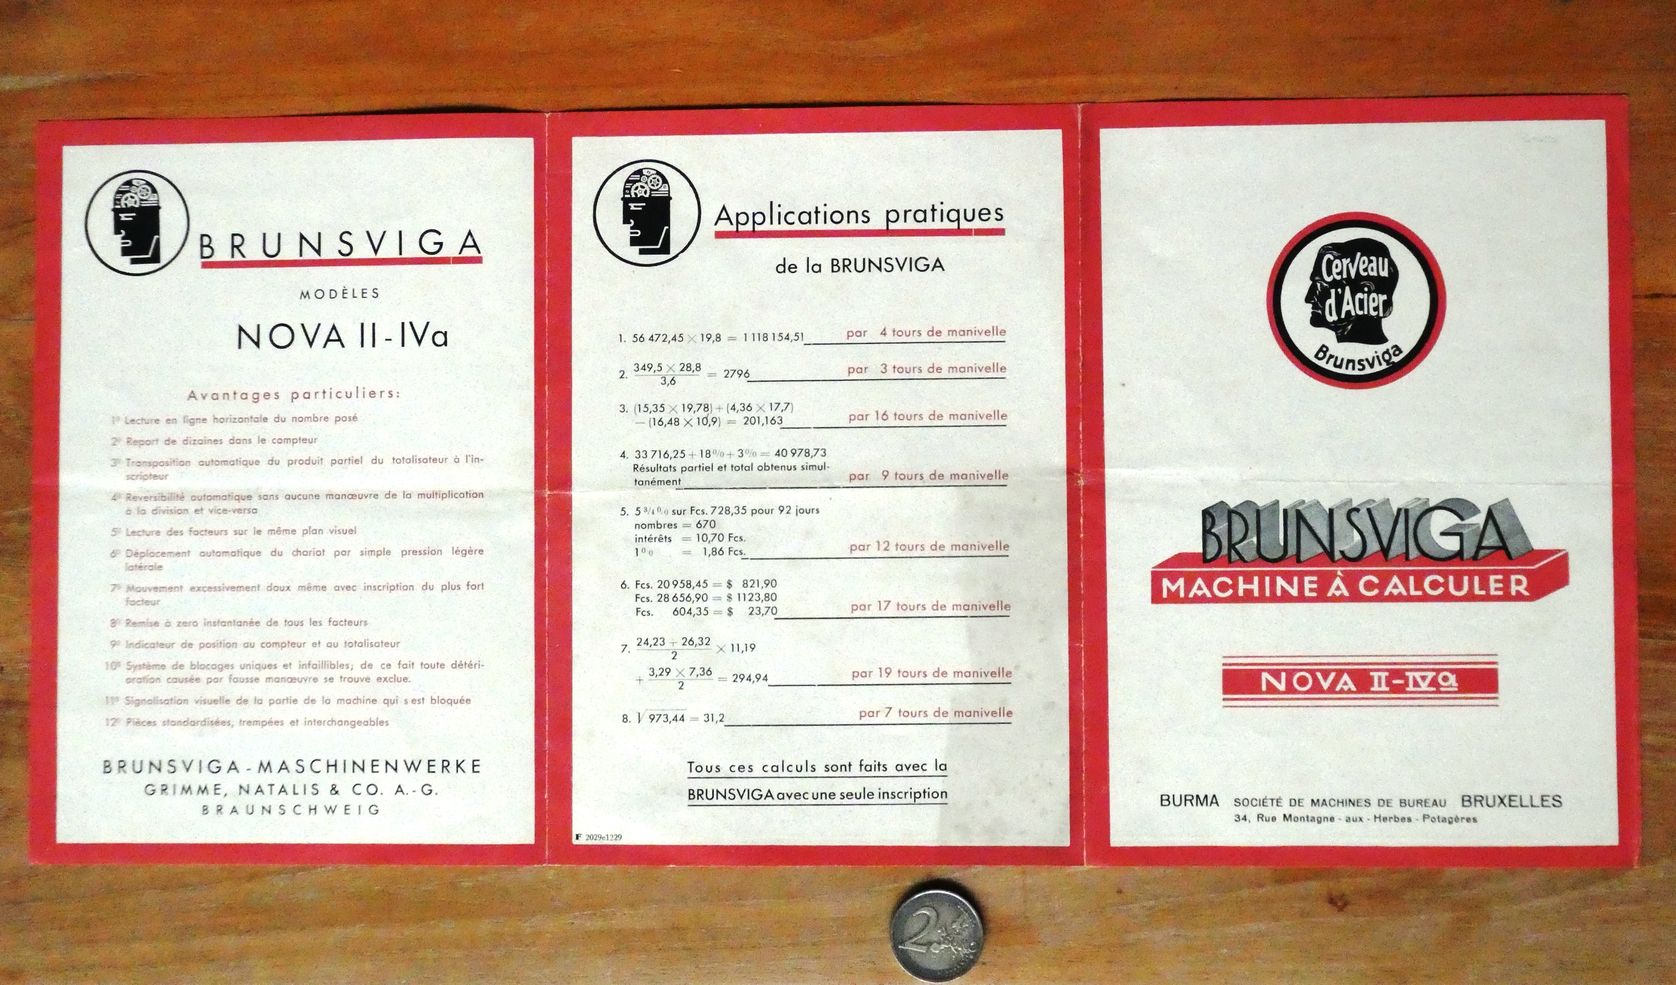 BRUNSVIGA
MODÈLES
NOVA II-IVa
Avantages particuliers:
1º Lecture en ligne horizontale du nombre posé
2º Report de dizaines dans le compteur
3º Transposition automatique du produit partiel du totalisateur à l'in-
scripteur
4º Reversibilité automatique sans aucune manœuvre de la multiplication
à la division et vice-versa
5º Lecture des facteurs sur le même plan visuel
6º Déplacement automatique du chariot par simple pression légère
latérale
7º Mouvement excessivement doux même avec inscription du plus fort
facteur
8º Remise à zero instantanée de tous les facteurs
9º Indicateur de position au compteur et au totalisateur
10º Système de blocages uniques et infaillibles; de ce fait toute détéri-
oration causée par fausse manœuvre se trouve exclue.
11º Signalisation visuelle de la partie de la machine qui s est bloquée
12º Pièces standardisées, trempées et interchangeables
BRUNSVIGA-MASCHINENWERKE
GRIMME, NATALIS & CO. A.-G.
BRAUNSCHWEIG
Applications pratiques
de la BRUNSVIGA
1. 56 472,45 × 19,8 = 1 118 154,51 par 4 tours de manivelle
2. 349,5 × 28,8
3,6
= 2796 par 3 tours de manivelle
3. (15,35 × 19,78) + (4,36 × 17,7)
— (16,48 × 10,9) = 201,163 par 16 tours de manivelle
4. 33 716,25 + 18% + 3% = 40 978,73
Résultats partiel et total obtenus simul-
tanément par 9 tours de manivelle
5. 5 3/4 % sur Fcs. 728,35 pour 92 jours
nombres = 670
intérêts = 10,70 Fcs.
1% = 1,86 Fcs. par 12 tours de manivelle
6. Fcs. 20 958,45 = $ 821,90
Fcs. 28 656,90 = $ 1123,80
Fcs. 604,35 = $ 23,70 par 17 tours de manivelle
7. 24,23 + 26,32
2
× 11,19
+ 3,29 × 7,36
2
= 294,94 par 19 tours de manivelle
8. √973,44 = 31,2 par 7 tours de manivelle
Tous ces calculs sont faits avec la
BRUNSVIGA avec une seule inscription
F 2029e1229
Cerveau
d'Acier
Brunsviga
BRUNSVIGA
MACHINE À CALCULER
NOVA II-IVa
BURMA SOCIÉTÉ DE MACHINES DE BUREAU BRUXELLES
34, Rue Montagne - aux - Herbes - Potagères
2